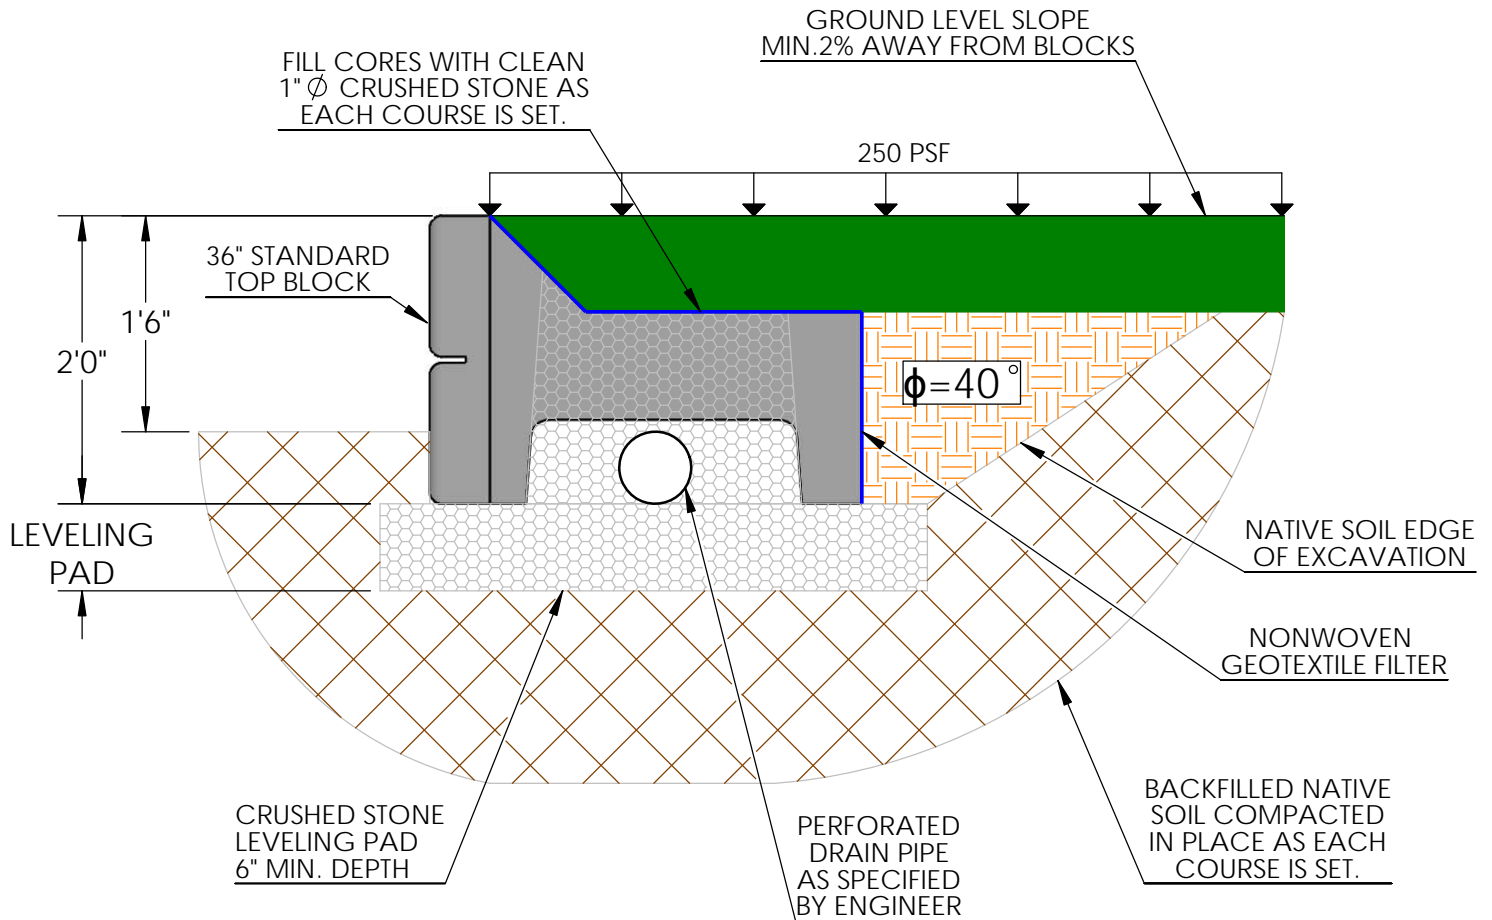 GROUND LEVEL SLOPE
MIN.2% AWAY FROM BLOCKS
FILL CORES WITH CLEAN
1"∅ CRUSHED STONE AS
EACH COURSE IS SET.
250 PSF
36" STANDARD
TOP BLOCK
1'6"
2'0"
ϕ=40°
LEVELING
PAD
NATIVE SOIL EDGE
OF EXCAVATION
NONWOVEN
GEOTEXTILE FILTER
CRUSHED STONE
LEVELING PAD
6" MIN. DEPTH
PERFORATED
DRAIN PIPE
AS SPECIFIED
BY ENGINEER
BACKFILLED NATIVE
SOIL COMPACTED
IN PLACE AS EACH
COURSE IS SET.